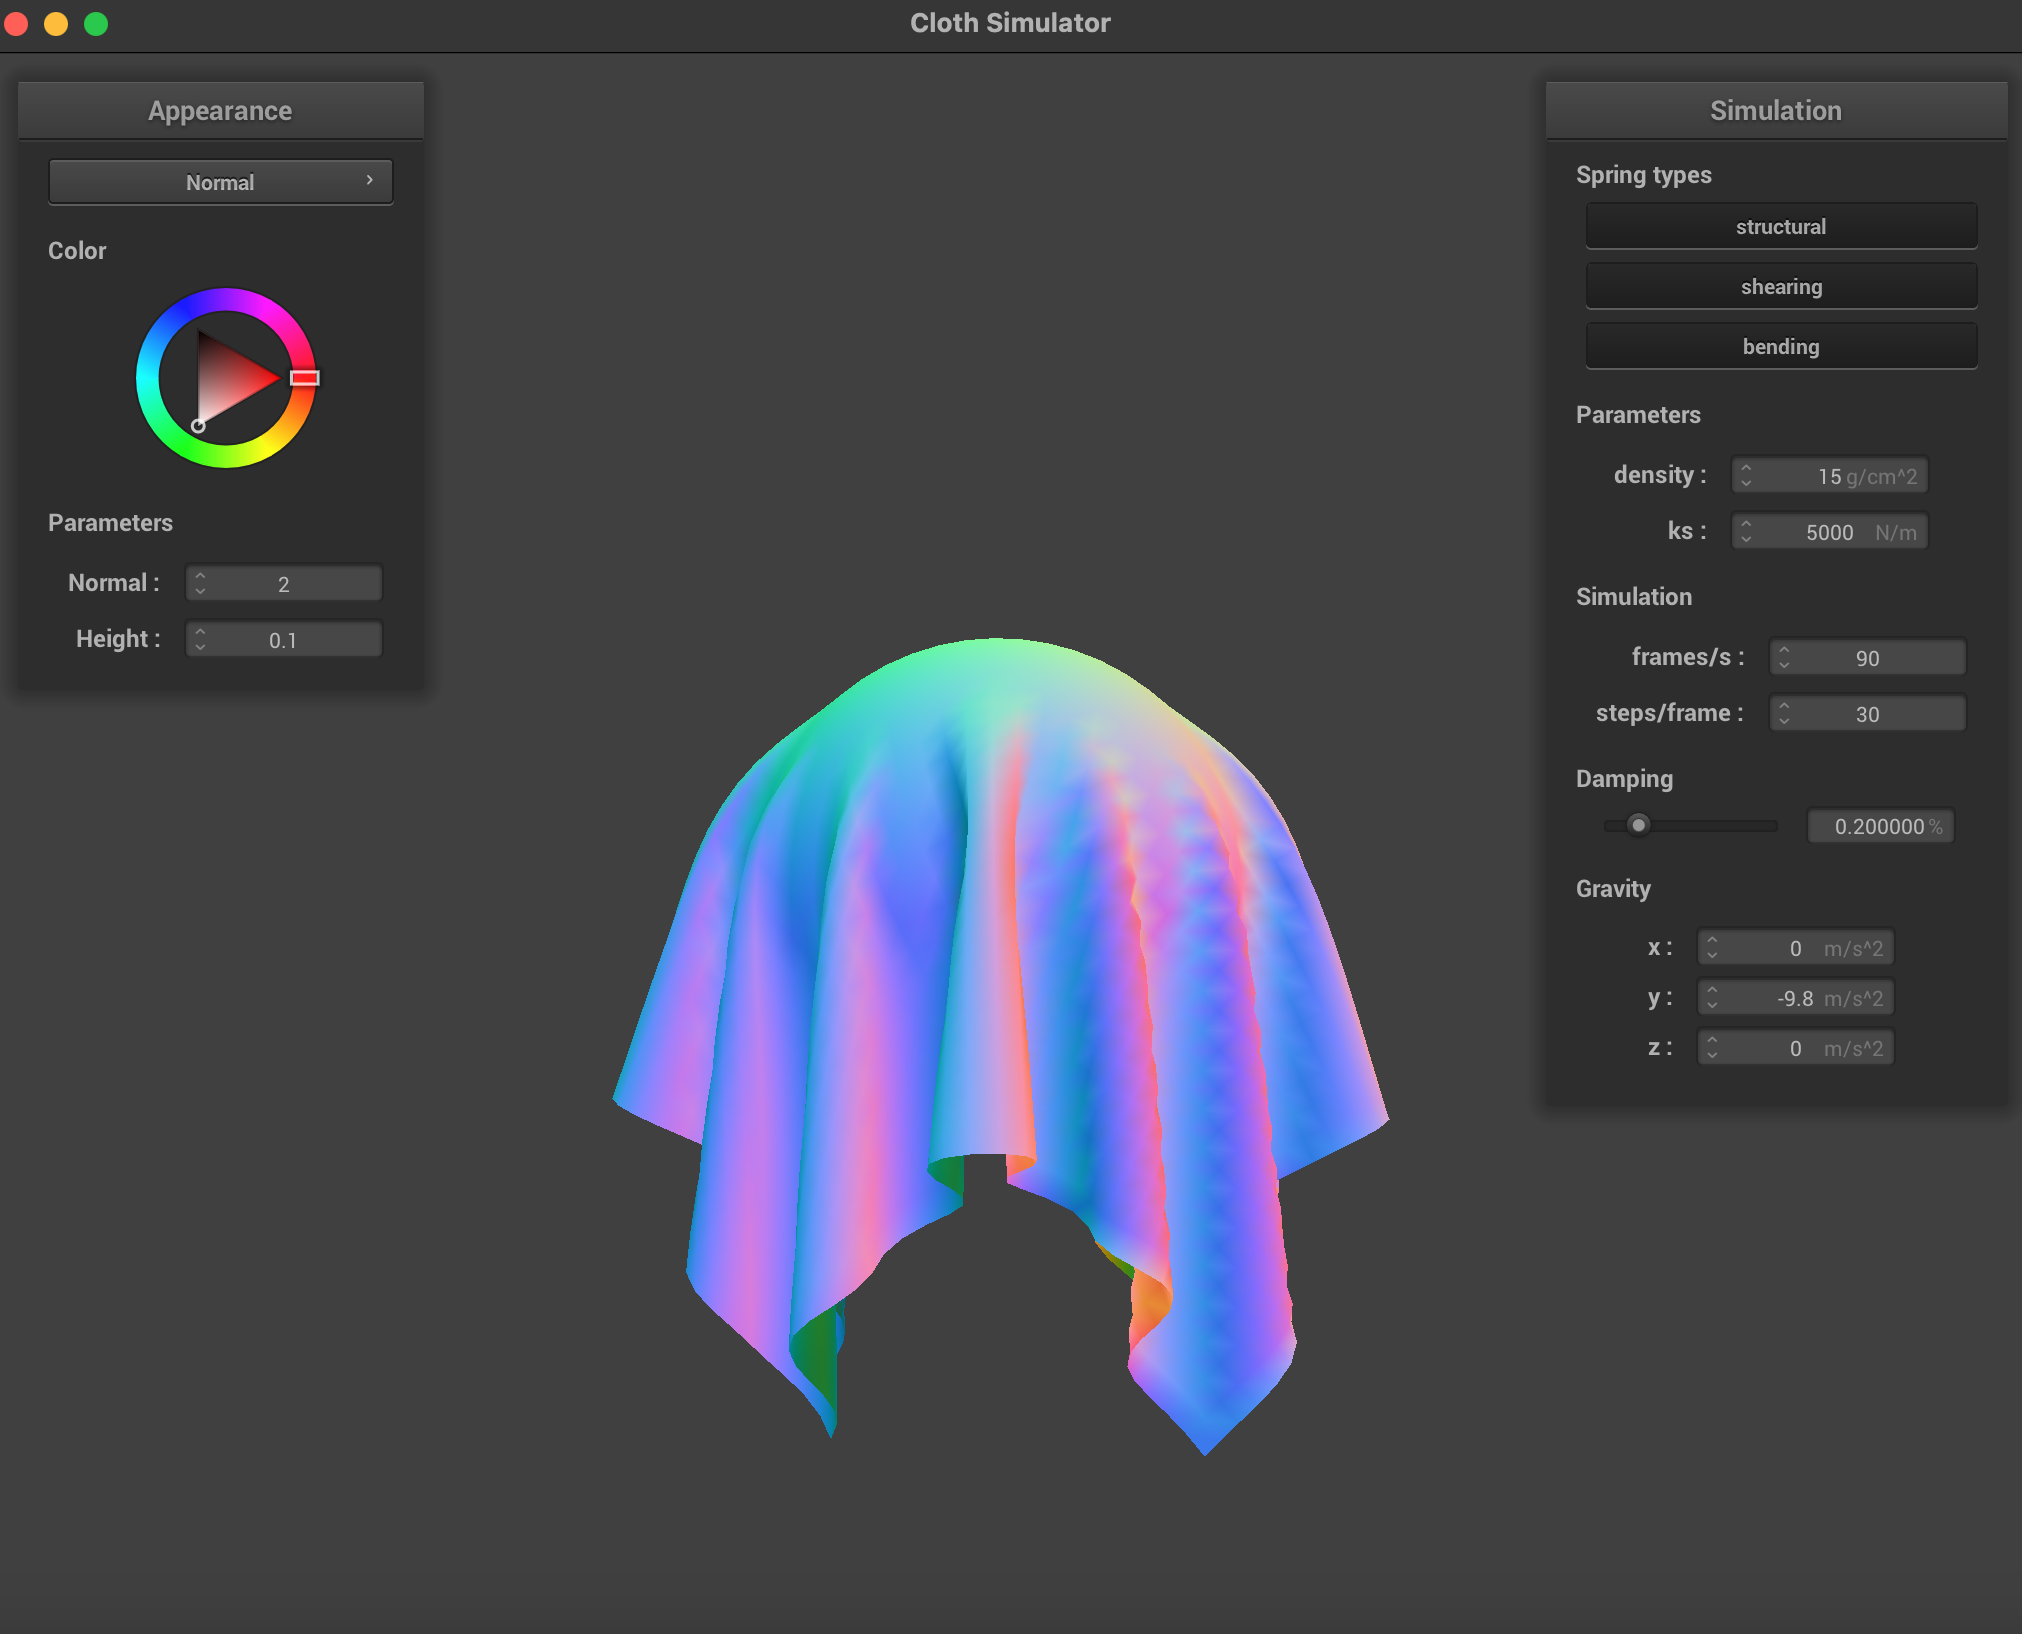 Cloth Simulator
Appearance
Normal
Color
Parameters
Normal : 2
Height : 0.1
Simulation
Spring types
structural
shearing
bending
Parameters
density : 15 g/cm^2
ks : 5000 N/m
Simulation
frames/s : 90
steps/frame : 30
Damping
0.200000 %
Gravity
x : 0 m/s^2
y : -9.8 m/s^2
z : 0 m/s^2